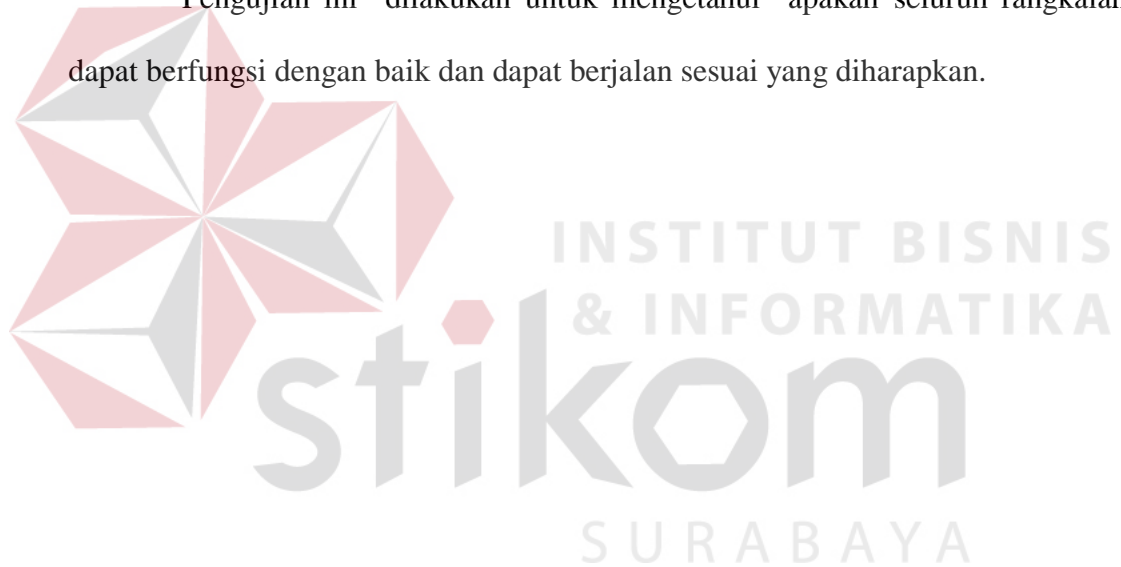 Pengujian ini dilakukan untuk mengetahui apakah seluruh rangkaian
dapat berfungsi dengan baik dan dapat berjalan sesuai yang diharapkan.
INSTITUT BISNIS
& INFORMATIKA
stikom
SURABAYA